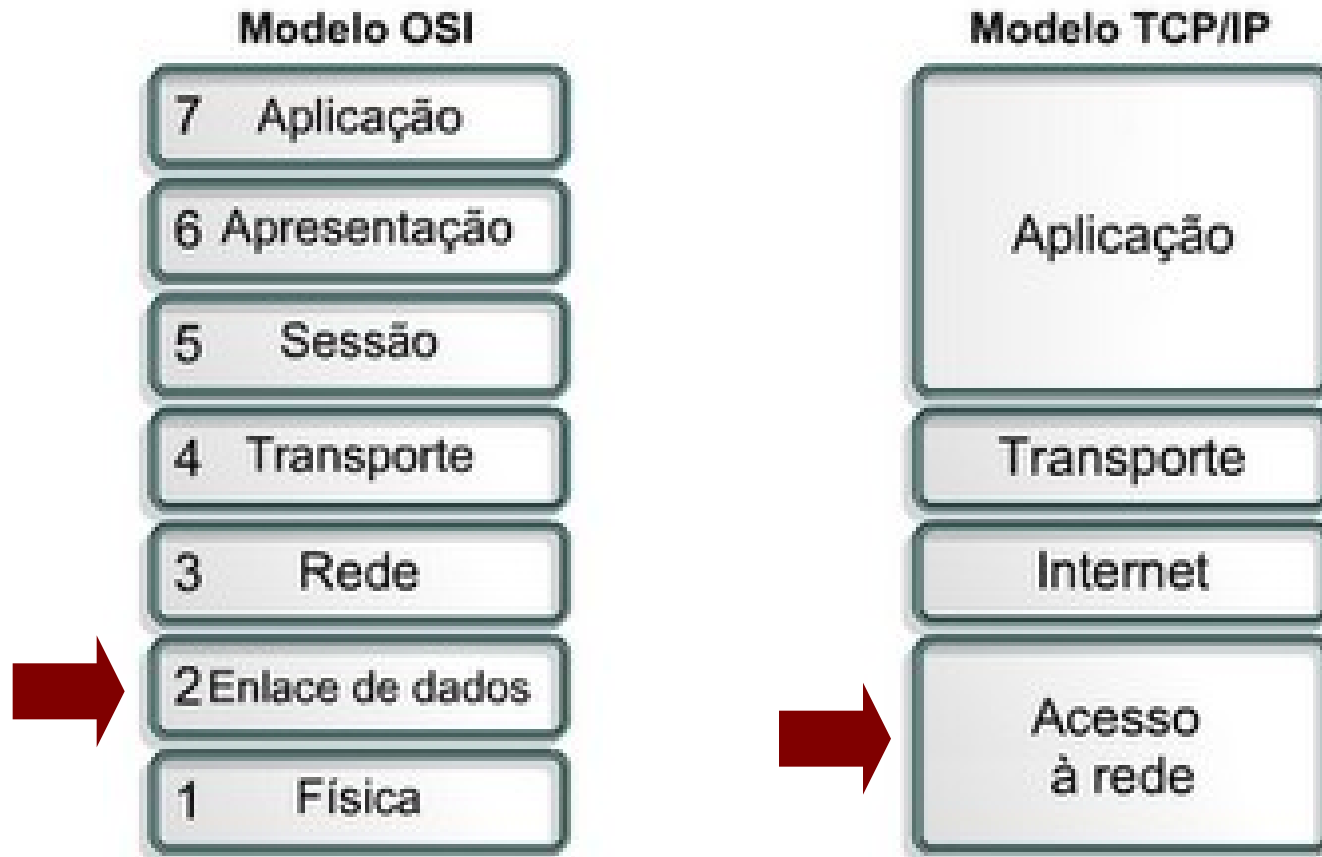 Modelo OSI
7 Aplicação
6 Apresentação
5 Sessão
4 Transporte
3 Rede
2 Enlace de dados
1 Física
Modelo TCP/IP
Aplicação
Transporte
Internet
Acesso
à rede